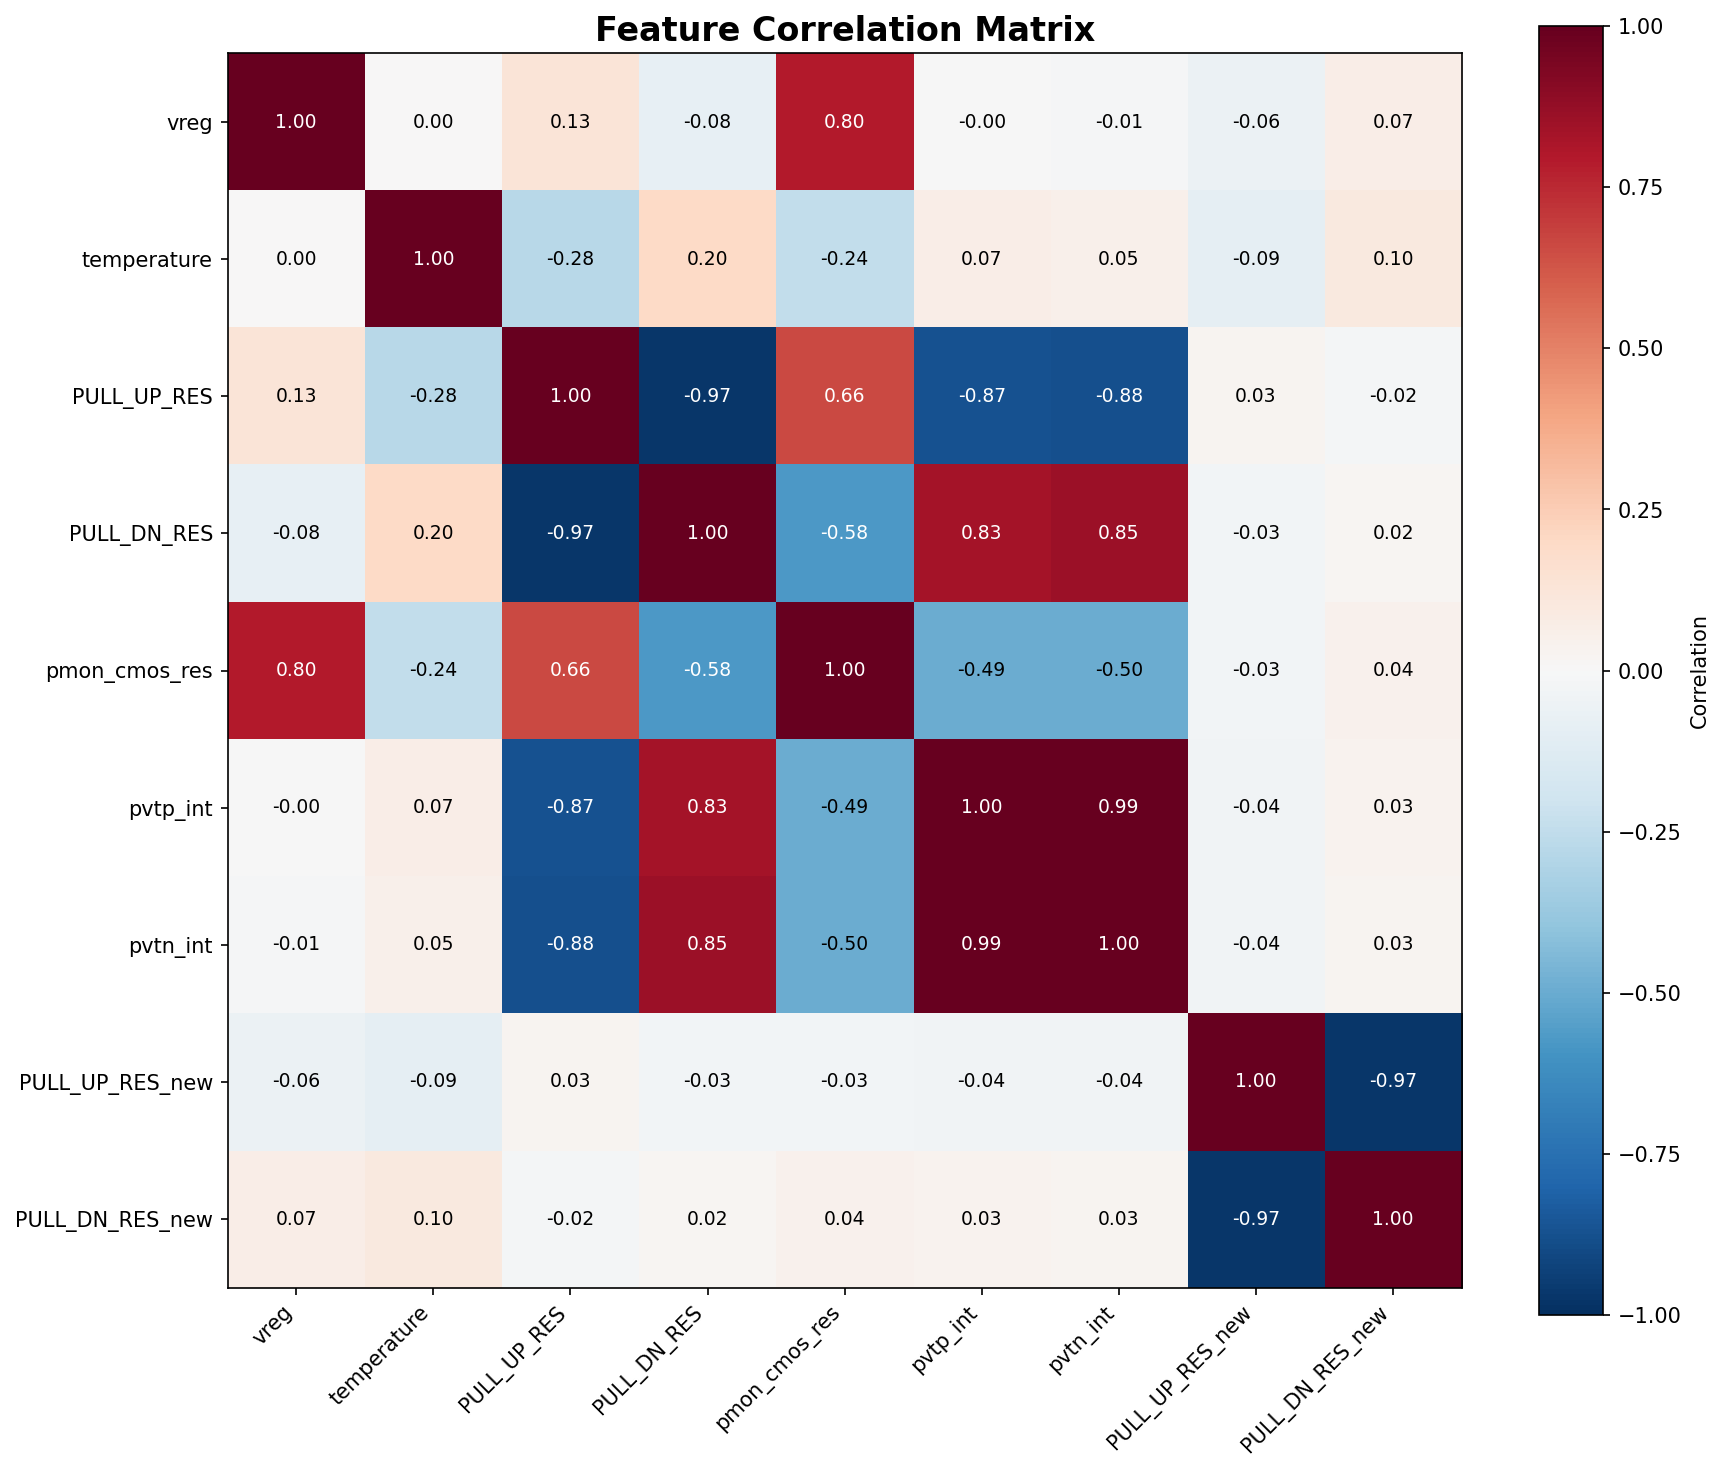 Feature Correlation Matrix
vreg 1.00 0.00 0.13 -0.08 0.80 -0.00 -0.01 -0.06 0.07
temperature 0.00 1.00 -0.28 0.20 -0.24 0.07 0.05 -0.09 0.10
PULL_UP_RES 0.13 -0.28 1.00 -0.97 0.66 -0.87 -0.88 0.03 -0.02
PULL_DN_RES -0.08 0.20 -0.97 1.00 -0.58 0.83 0.85 -0.03 0.02
pmon_cmos_res 0.80 -0.24 0.66 -0.58 1.00 -0.49 -0.50 -0.03 0.04
pvtp_int -0.00 0.07 -0.87 0.83 -0.49 1.00 0.99 -0.04 0.03
pvtn_int -0.01 0.05 -0.88 0.85 -0.50 0.99 1.00 -0.04 0.03
PULL_UP_RES_new -0.06 -0.09 0.03 -0.03 -0.03 -0.04 -0.04 1.00 -0.97
PULL_DN_RES_new 0.07 0.10 -0.02 0.02 0.04 0.03 0.03 -0.97 1.00
vreg temperature PULL_UP_RES PULL_DN_RES pmon_cmos_res pvtp_int pvtn_int PULL_UP_RES_new PULL_DN_RES_new
1.00
0.75
0.50
0.25
0.00
−0.25
−0.50
−0.75
−1.00
Correlation